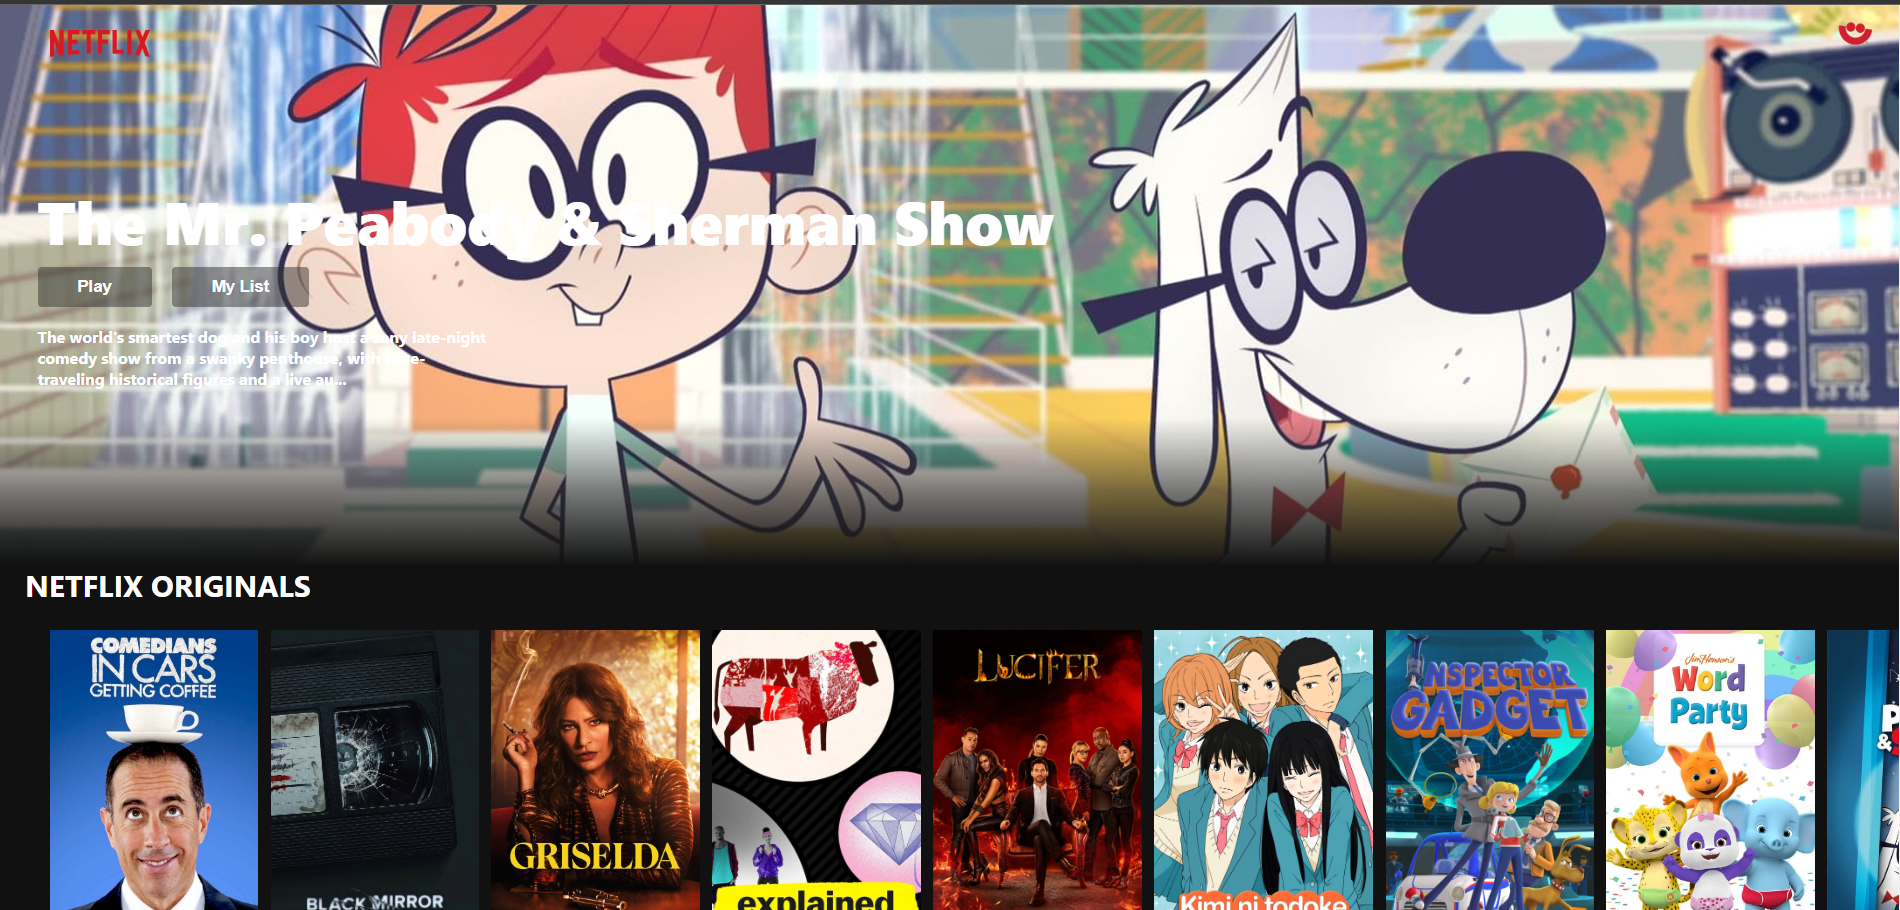 NETFLIX
The Mr. Peabody & Sherman Show
Play
My List
The world's smartest dog and his boy host a zany late-night
comedy show from a swanky penthouse, with time-
traveling historical figures and a live au...
NETFLIX ORIGINALS
COMEDIANS
IN CARS
GETTING COFFEE
BLACK MIRROR
GRISELDA
explained
LUCIFER
Kimi ni todoke
INSPECTOR
GADGET
Jim Henson's
Word
Party
P
&